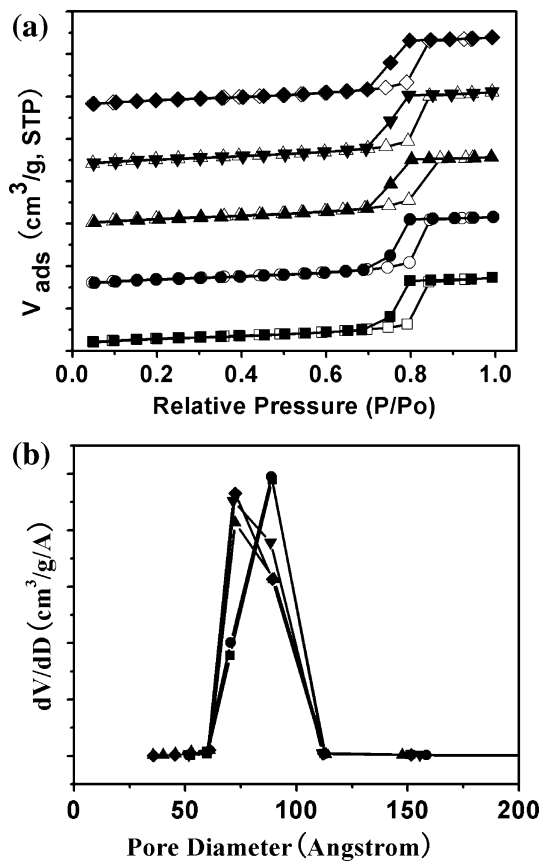 (a)
V ads (cm³/g, STP)
0.0 0.2 0.4 0.6 0.8 1.0
Relative Pressure (P/Po)
(b)
dV/dD (cm³/g/A)
0 50 100 150 200
Pore Diameter (Angstrom)